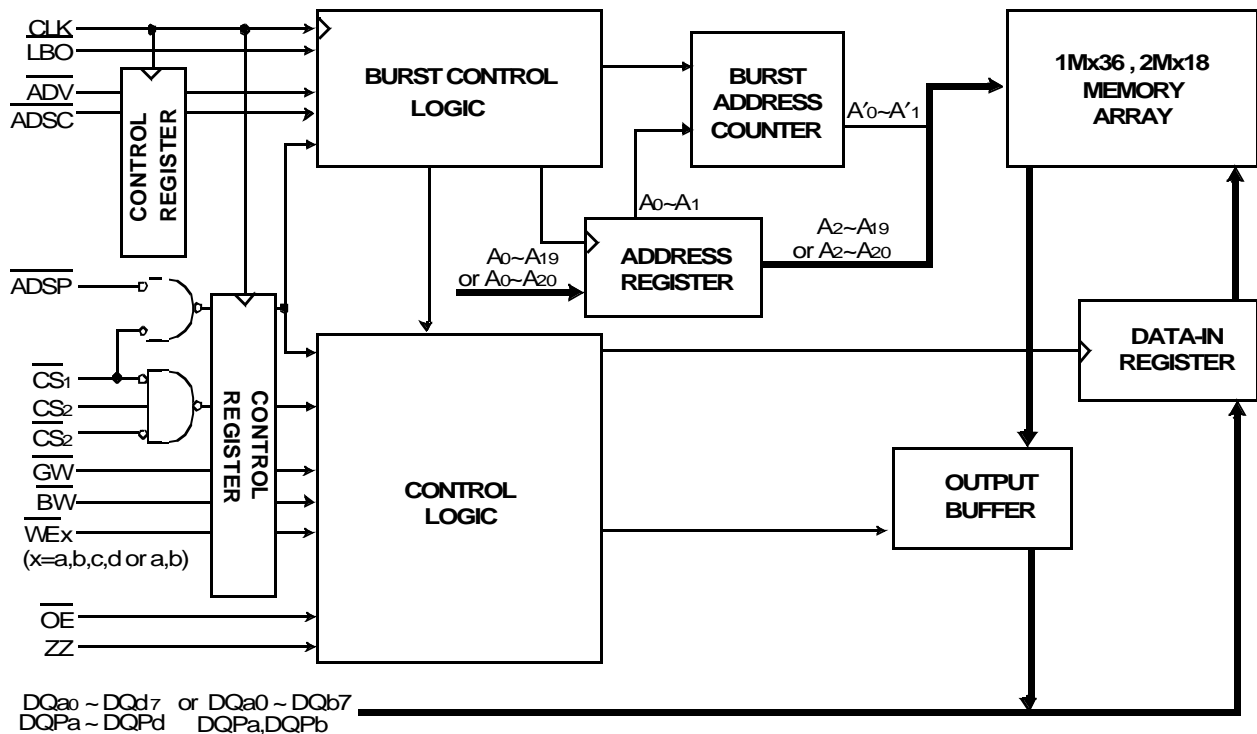 CLK
LBO
ADV
ADSC
CONTROL
REGISTER
BURST CONTROL
LOGIC
BURST
ADDRESS
COUNTER
A′0~A′1
1Mx36 , 2Mx18
MEMORY
ARRAY
A0~A1
A0~A19
or A0~A20
ADDRESS
REGISTER
A2~A19
or A2~A20
ADSP
CS1
CS2
CS2
GW
BW
WEx
(x=a,b,c,d or a,b)
OE
ZZ
CONTROL
REGISTER
CONTROL
LOGIC
DATA-IN
REGISTER
OUTPUT
BUFFER
DQa0 ~ DQd7 or DQa0 ~ DQb7
DQPa ~ DQPd DQPa,DQPb